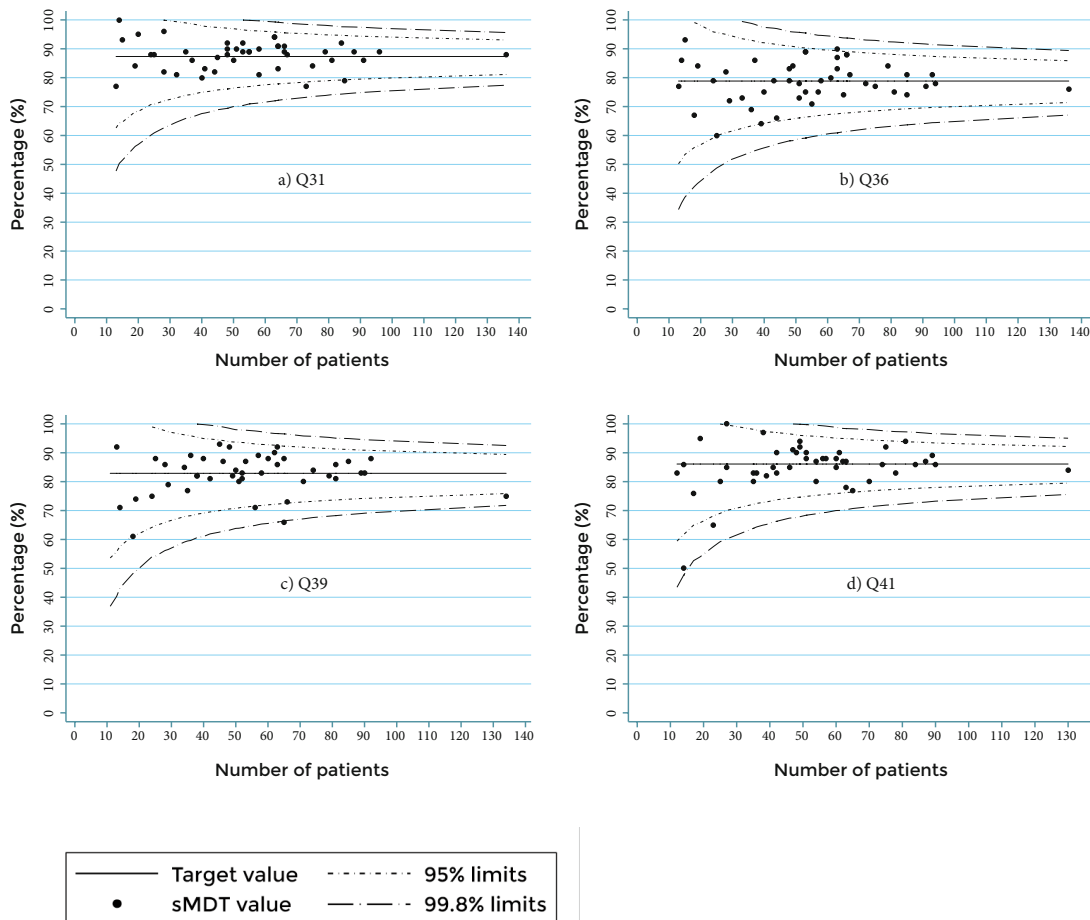 Percentage (%)
0 10 20 30 40 50 60 70 80 90 100
a) Q31
0 10 20 30 40 50 60 70 80 90 100 110 120 130 140
Number of patients
Percentage (%)
0 10 20 30 40 50 60 70 80 90 100
b) Q36
0 10 20 30 40 50 60 70 80 90 100 110 120 130 140
Number of patients
Percentage (%)
0 10 20 30 40 50 60 70 80 90 100
c) Q39
0 10 20 30 40 50 60 70 80 90 100 110 120 130 140
Number of patients
Percentage (%)
0 10 20 30 40 50 60 70 80 90 100
d) Q41
0 10 20 30 40 50 60 70 80 90 100 110 120 130
Number of patients
Target value 95% limits
sMDT value 99.8% limits